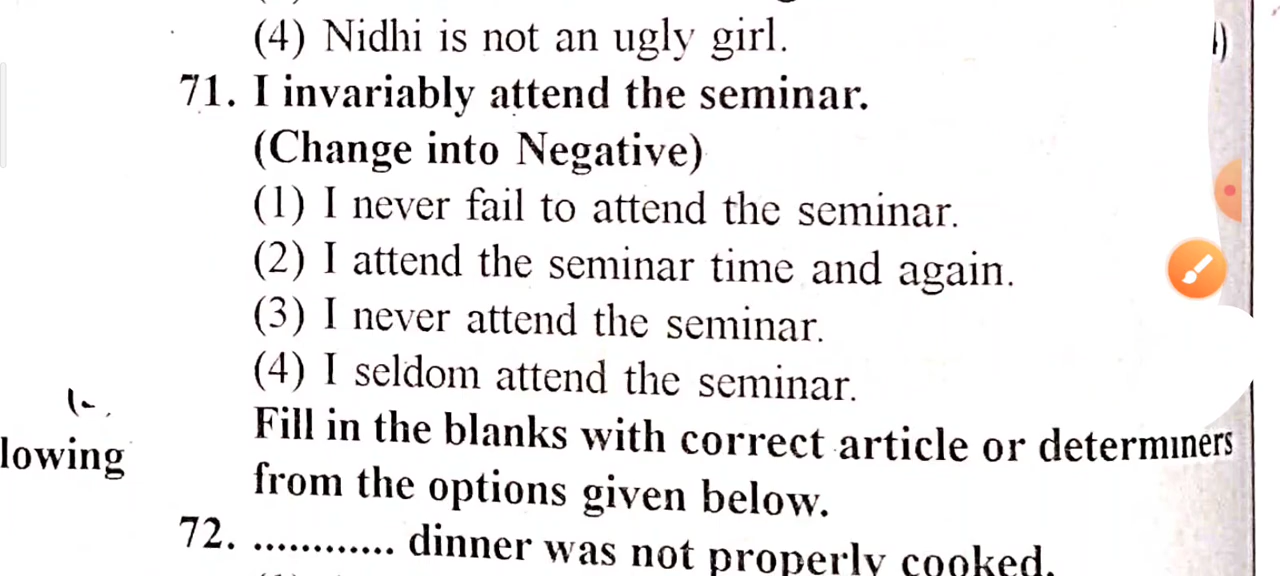 (4) Nidhi is not an ugly girl.
71. I invariably attend the seminar.
(Change into Negative)
(1) I never fail to attend the seminar.
(2) I attend the seminar time and again.
(3) I never attend the seminar.
(4) I seldom attend the seminar.
lowing
Fill in the blanks with correct article or determiners
from the options given below.
72. ............ dinner was not properly cooked.